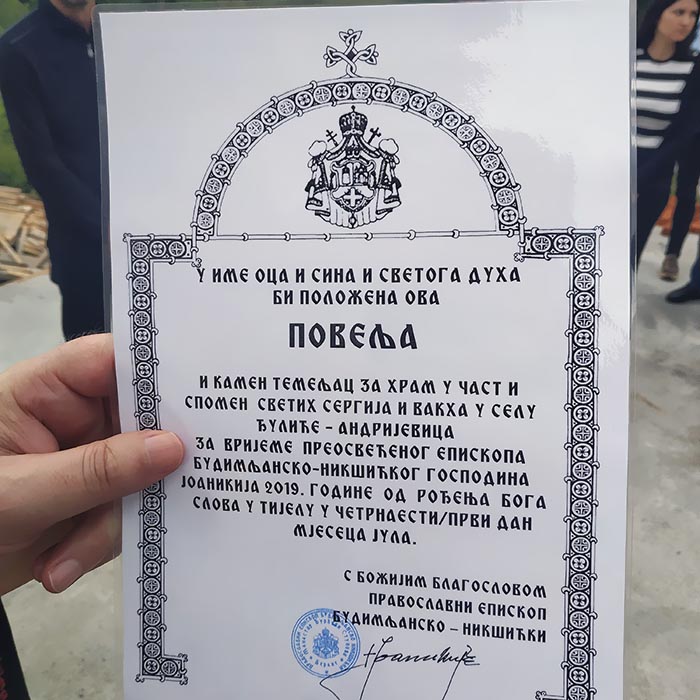 У ИМЕ ОЦА И СИНА И СВЕТОГА ДУХА
БИ ПОЛОЖЕНА ОВА
ПОВЕЉА
И КАМЕН ТЕМЕЉАЦ ЗА ХРАМ У ЧАСТ И
СПОМЕН СВЕТИХ СЕРГИЈА И ВАКХА У СЕЛУ
ЂУЛИЋЕ - АНДРИЈЕВИЦА
ЗА ВРИЈЕМЕ ПРЕОСВЕЋЕНОГ ЕПИСКОПА
БУДИМЉАНСКО-НИКШИЋКОГ ГОСПОДИНА
ЈОАНИКИЈА 2019. ГОДИНЕ ОД РОЂЕЊА БОГА
СЛОВА У ТИЈЕЛУ У ЧЕТРНАЕСТИ/ПРВИ ДАН
МЈЕСЕЦА ЈУЛА.
С БОЖИЈИМ БЛАГОСЛОВОМ
ПРАВОСЛАВНИ ЕПИСКОП
БУДИМЉАНСКО – НИКШИЋКИ